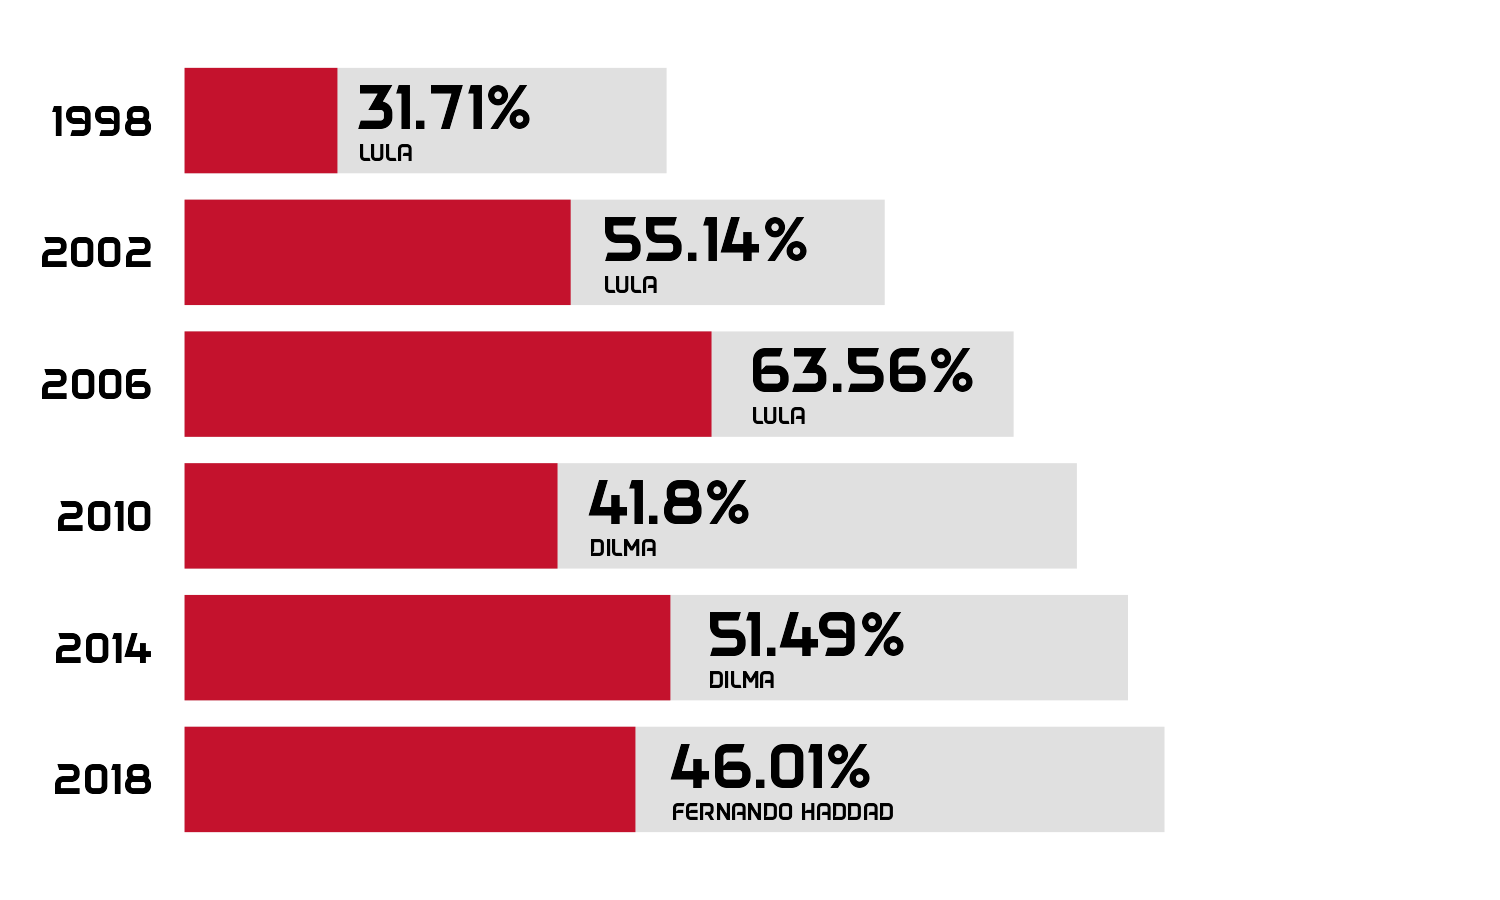 1998
31.71%
LULA
2002
55.14%
LULA
2006
63.56%
LULA
2010
41.8%
DILMA
2014
51.49%
DILMA
2018
46.01%
FERNANDO HADDAD